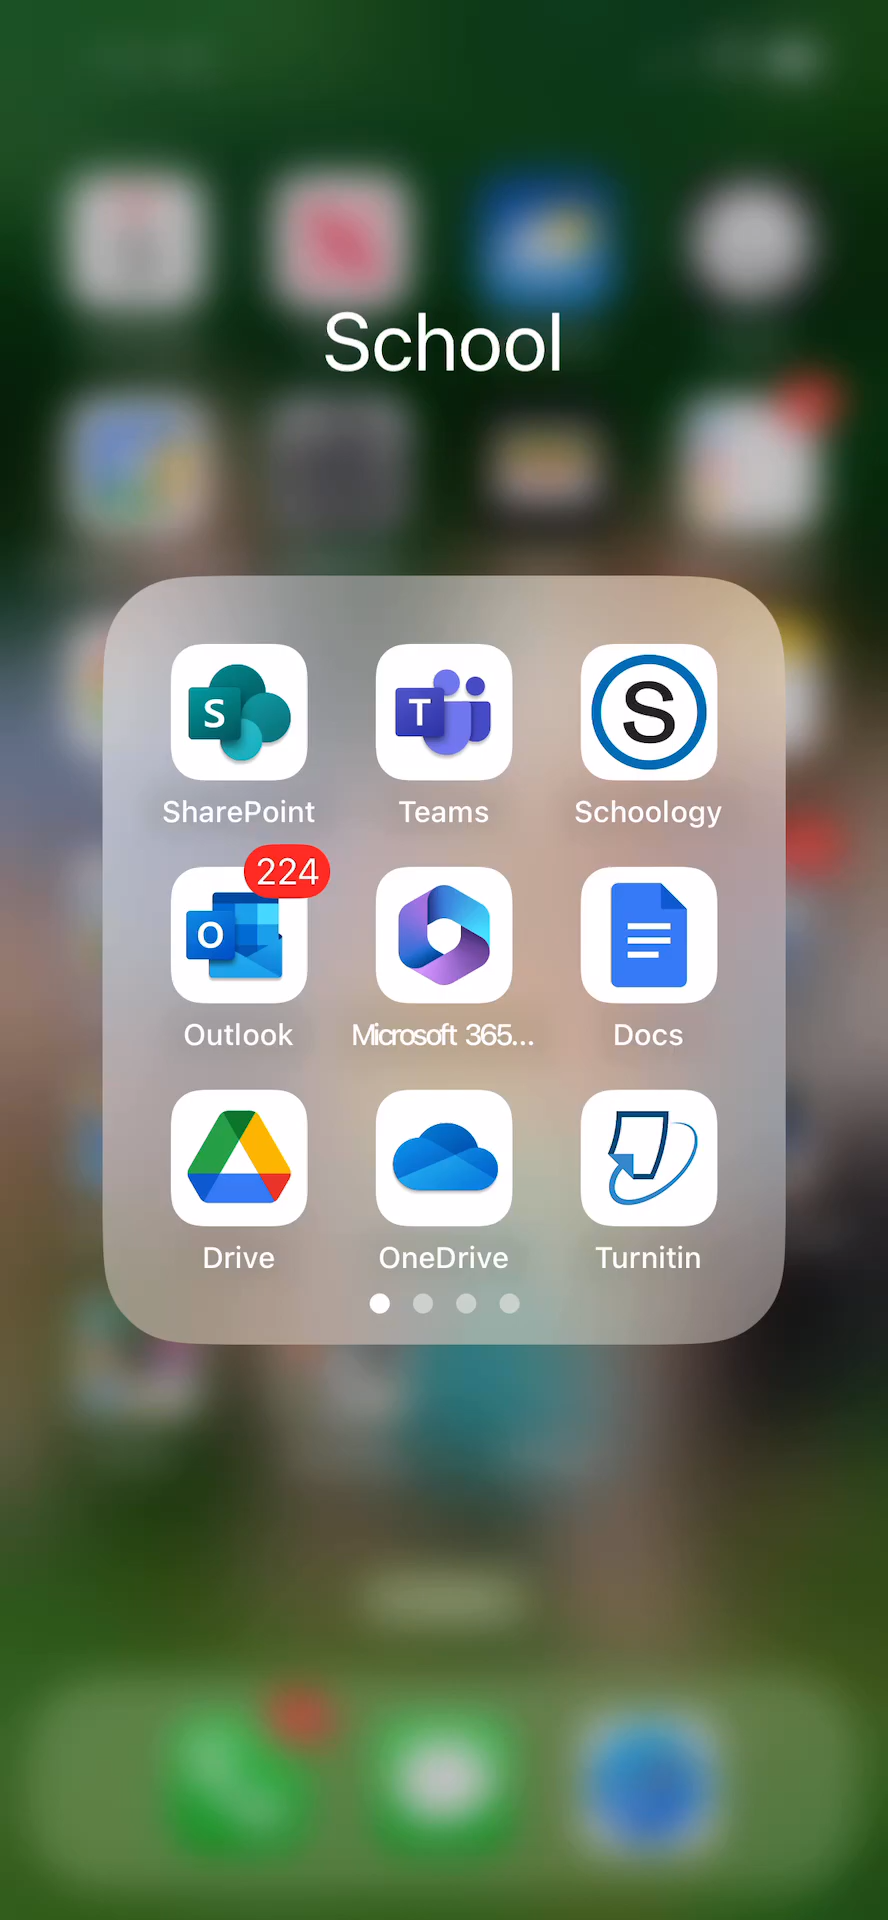 School
S
T
S
SharePoint
Teams
Schoology
224
O
Outlook
Microsoft 365...
Docs
Drive
OneDrive
Turnitin